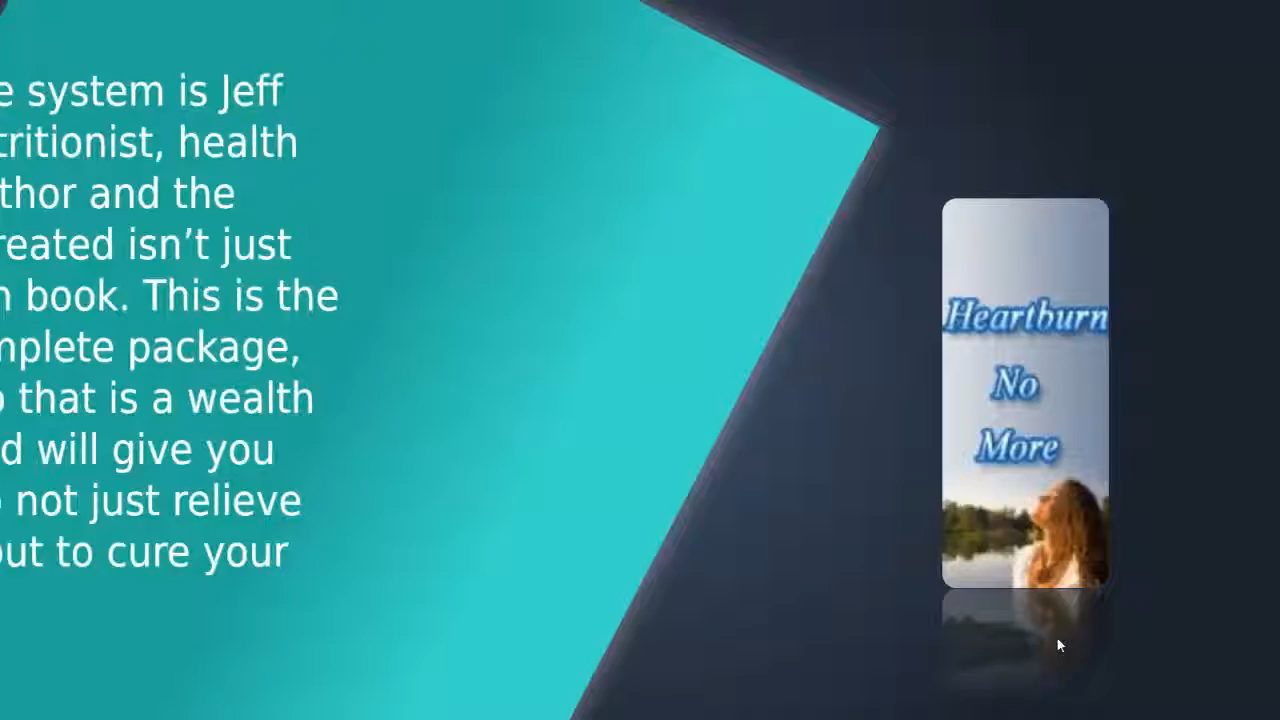 e system is Jeff
tritionist, health
thor and the
reated isn’t just
n book. This is the
mplete package,
o that is a wealth
d will give you
not just relieve
out to cure your
Heartburn
No
More